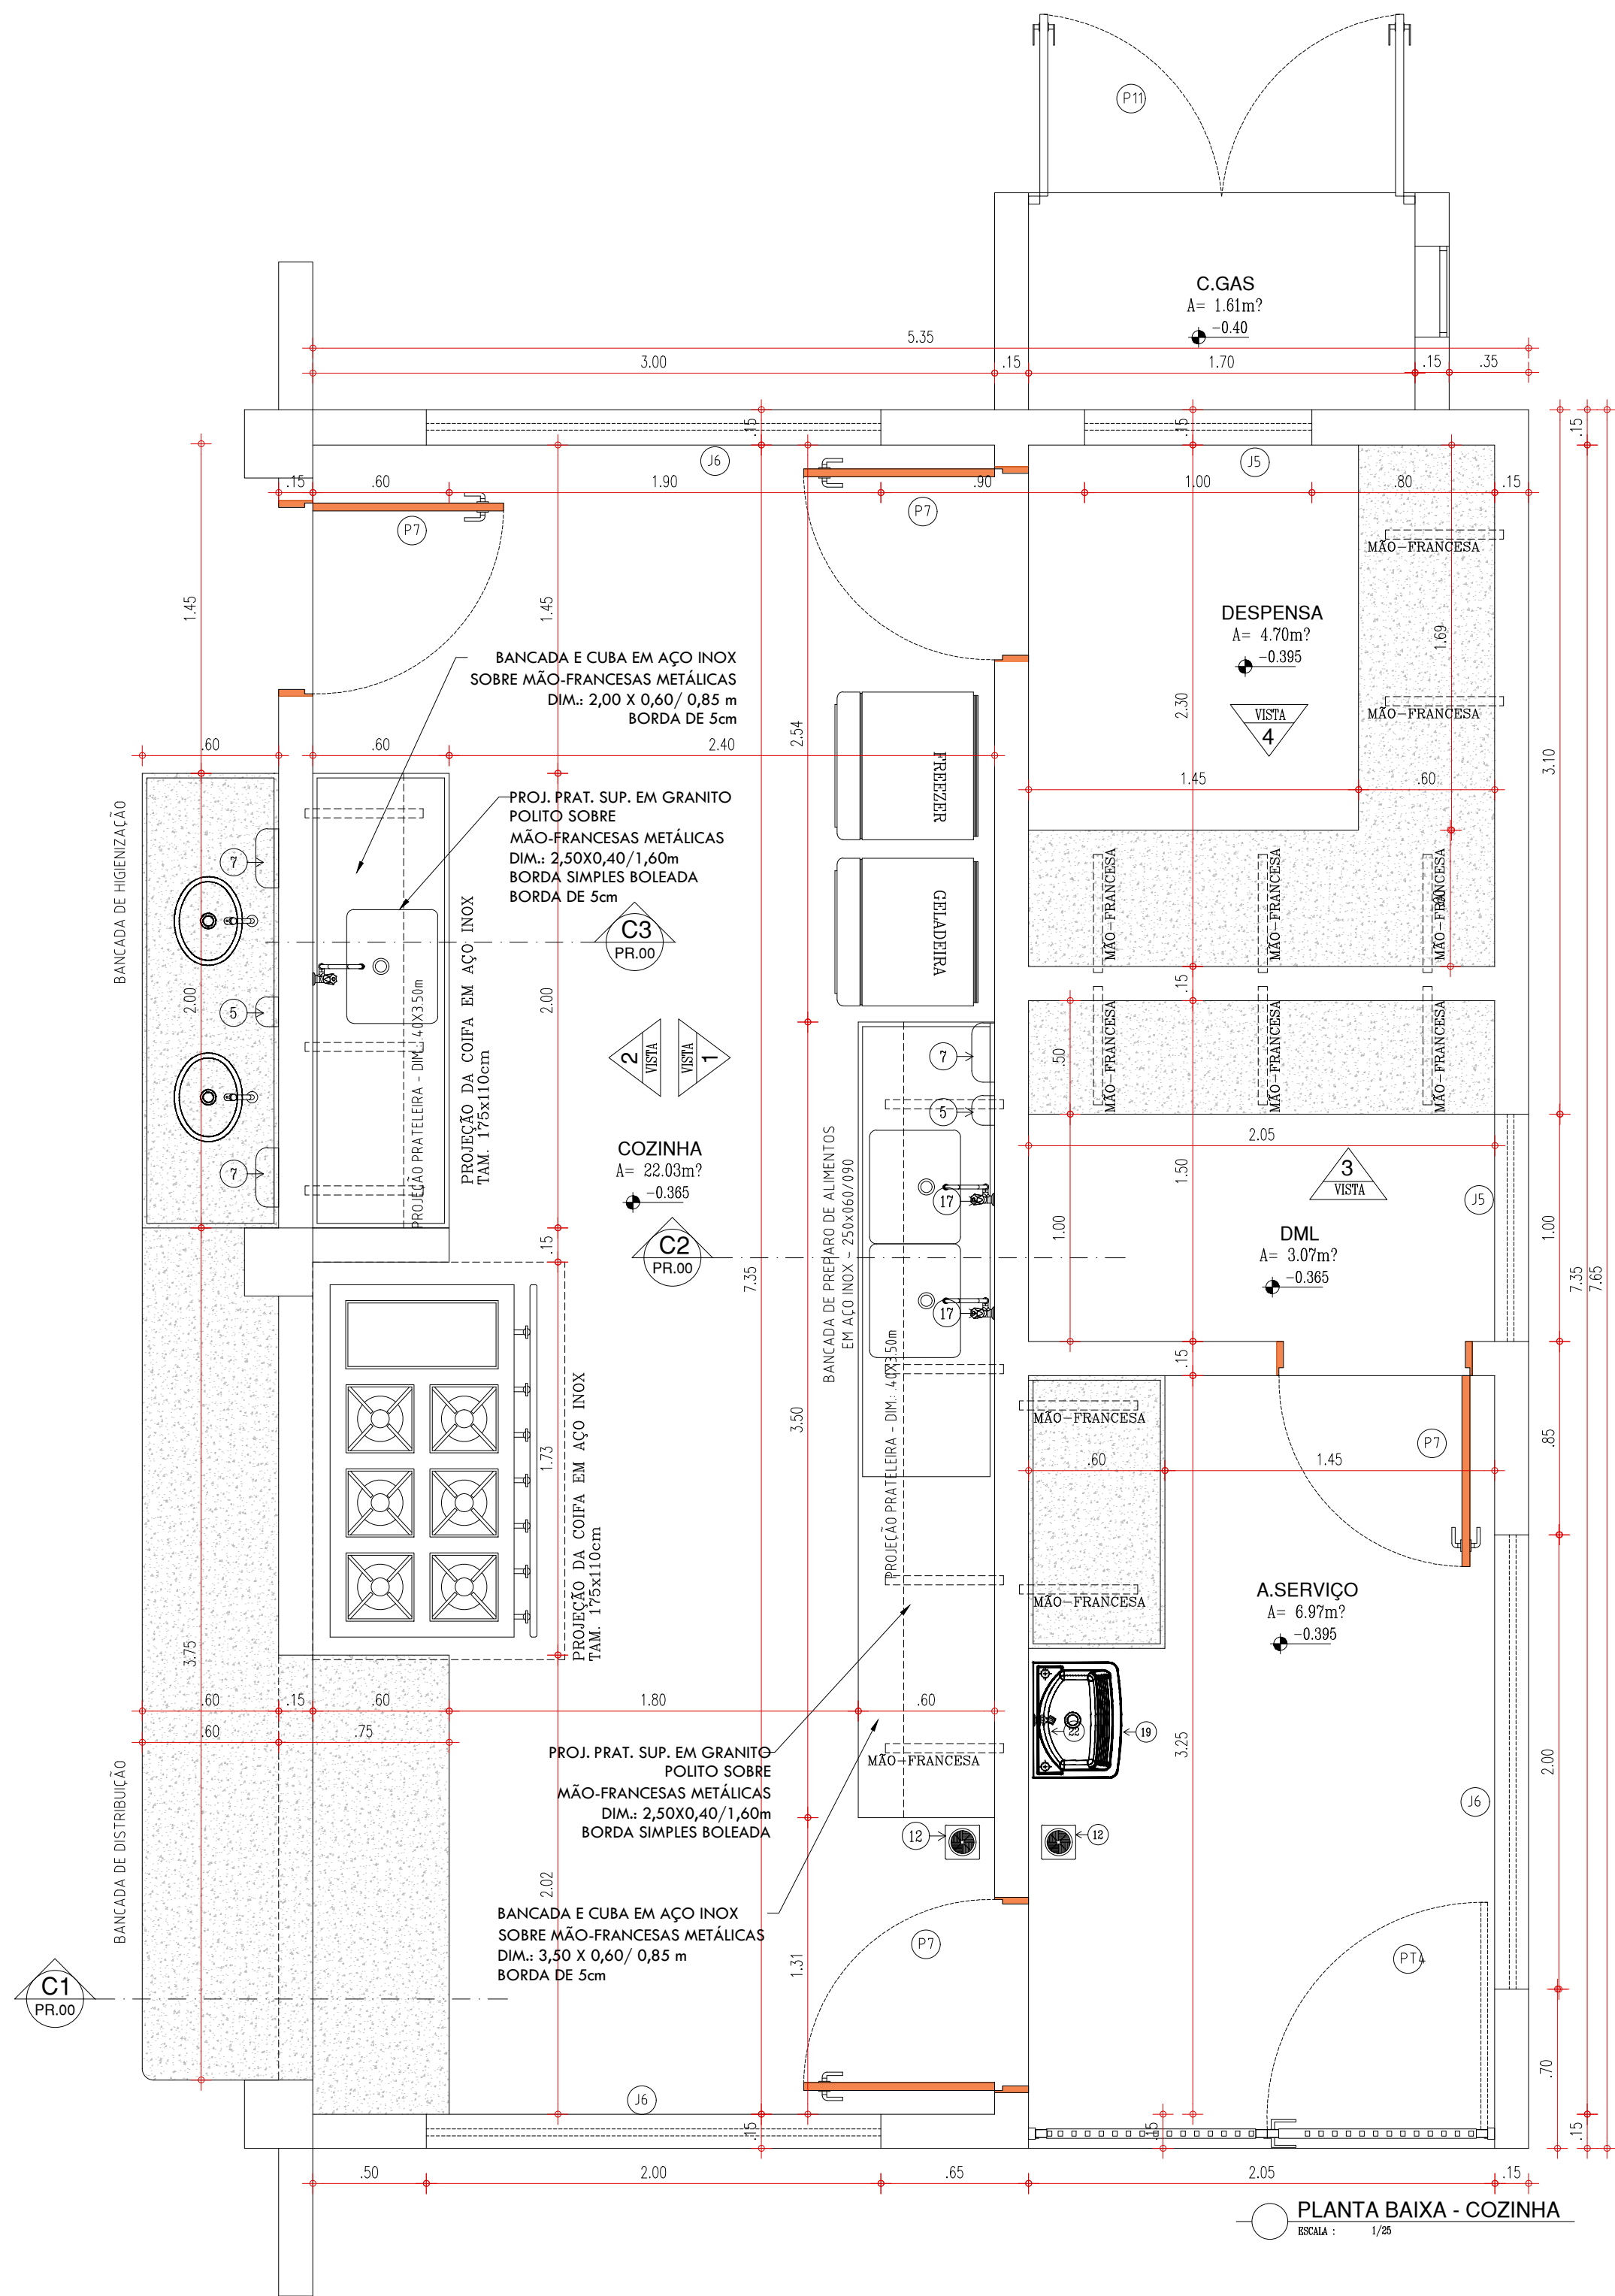 P11
C.GAS
A= 1.61m?
-0.40
5.35
3.00
.15
1.70
.15
.35
.15
.15
.15
J6
J5
.15
.60
1.90
.90
1.00
.80
.15
P7
P7
MÃO-FRANCESA
1.45
1.45
DESPENSA
A= 4.70m?
-0.395
1.69
BANCADA E CUBA EM AÇO INOX
SOBRE MÃO-FRANCESAS METÁLICAS
DIM.: 2,00 X 0,60/ 0,85 m
BORDA DE 5cm
2.30
MÃO-FRANCESA
VISTA
4
.60
.60
2.40
2.54
3.10
FREEZER
1.45
.60
BANCADA DE HIGIENIZAÇÃO
PROJ. PRAT. SUP. EM GRANITO
POLITO SOBRE
MÃO-FRANCESAS METÁLICAS
DIM.: 2,50X0,40/1,60m
BORDA SIMPLES BOLEADA
BORDA DE 5cm
7
GELADEIRA
MÃO-FRANCESA
MÃO-FRANCESA
MÃO-FRANCESA
C3
PR.00
PROJEÇÃO DA COIFA EM AÇO INOX
TAM. 175x110cm
PROJEÇÃO PRATELEIRA - DIM.: 40X3.50m
2.00
5
2.00
.15
2
VISTA
VISTA
1
7
.50
MÃO-FRANCESA
MÃO-FRANCESA
MÃO-FRANCESA
5
7
COZINHA
A= 22.03m?
-0.365
BANCADA DE PREPARO DE ALIMENTOS
EM AÇO INOX - 250x060/090
2.05
1.50
3
VISTA
17
J5
1.00
DML
A= 3.07m?
-0.365
1.00
C2
PR.00
.15
7.35
7.35
7.65
17
PROJEÇÃO PRATELEIRA - DIM.: 40X3.50m
.15
3.50
1.73
PROJEÇÃO DA COIFA EM AÇO INOX
TAM. 175x110cm
MÃO-FRANCESA
P7
.85
.60
1.45
A.SERVIÇO
A= 6.97m?
-0.395
MÃO-FRANCESA
3.75
.60
.15
.60
1.80
.60
.60
.75
22
19
3.25
2.00
PROJ. PRAT. SUP. EM GRANITO
POLITO SOBRE
MÃO-FRANCESAS METÁLICAS
DIM.: 2,50X0,40/1,60m
BORDA SIMPLES BOLEADA
MÃO-FRANCESA
J6
12
12
BANCADA DE DISTRIBUIÇÃO
2.02
BANCADA E CUBA EM AÇO INOX
SOBRE MÃO-FRANCESAS METÁLICAS
DIM.: 3,50 X 0,60/ 0,85 m
BORDA DE 5cm
1.31
P7
PT4
C1
PR.00
.70
J6
.15
.15
.15
.50
2.00
.65
2.05
.15
PLANTA BAIXA - COZINHA
ESCALA : 1/25